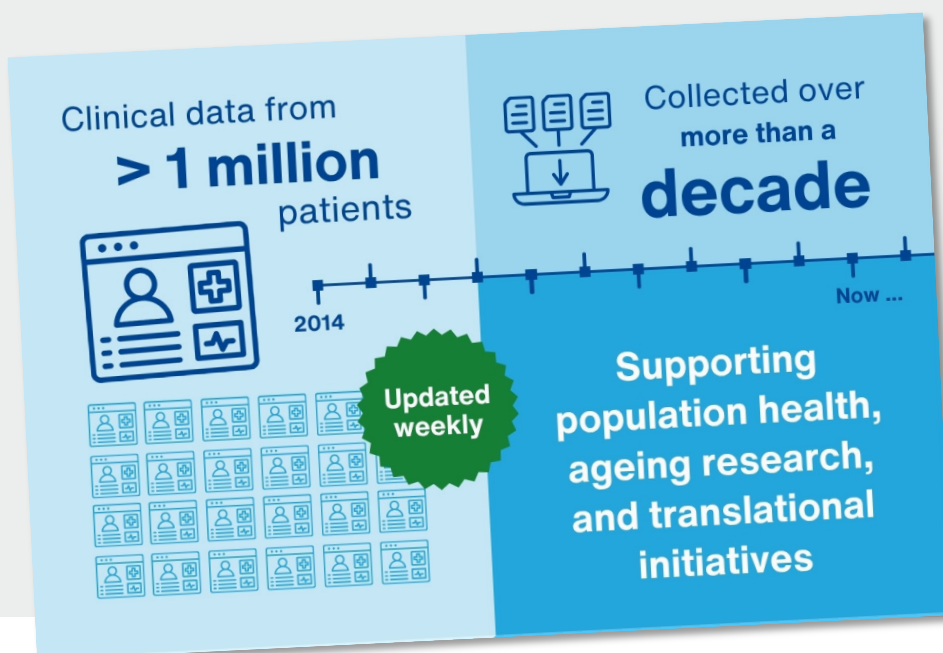 Clinical data from
> 1 million
patients
Collected over
more than a
decade
2014
Now ...
Updated
weekly
Supporting
population health,
ageing research,
and translational
initiatives